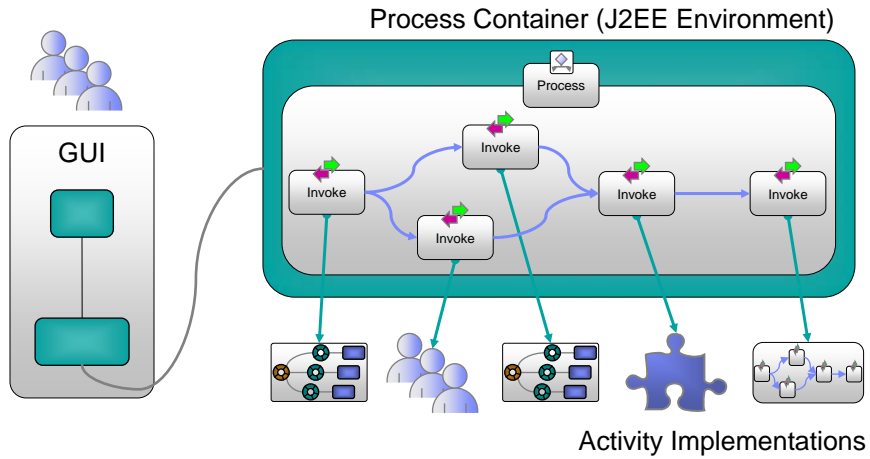 Process Container (J2EE Environment)
Process
GUI
Invoke
Invoke
Invoke
Invoke
Invoke
Activity Implementations